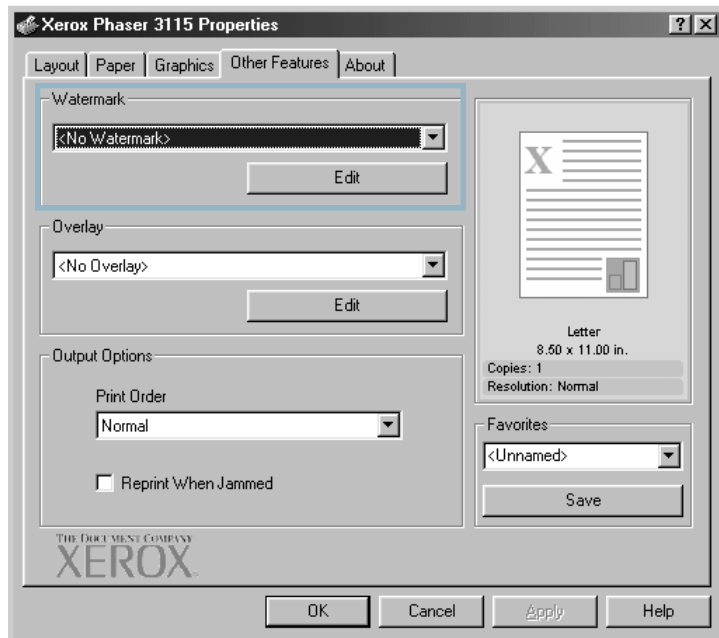 Xerox Phaser 3115 Properties
Layout Paper Graphics Other Features About
Watermark
<No Watermark>
Edit
Overlay
<No Overlay>
Edit
Output Options
Print Order
Normal
Reprint When Jammed
THE DOCUMENT COMPANY
XEROX
X
Letter
8.50 x 11.00 in.
Copies: 1
Resolution: Normal
Favorites
<Unnamed>
Save
OK Cancel Apply Help